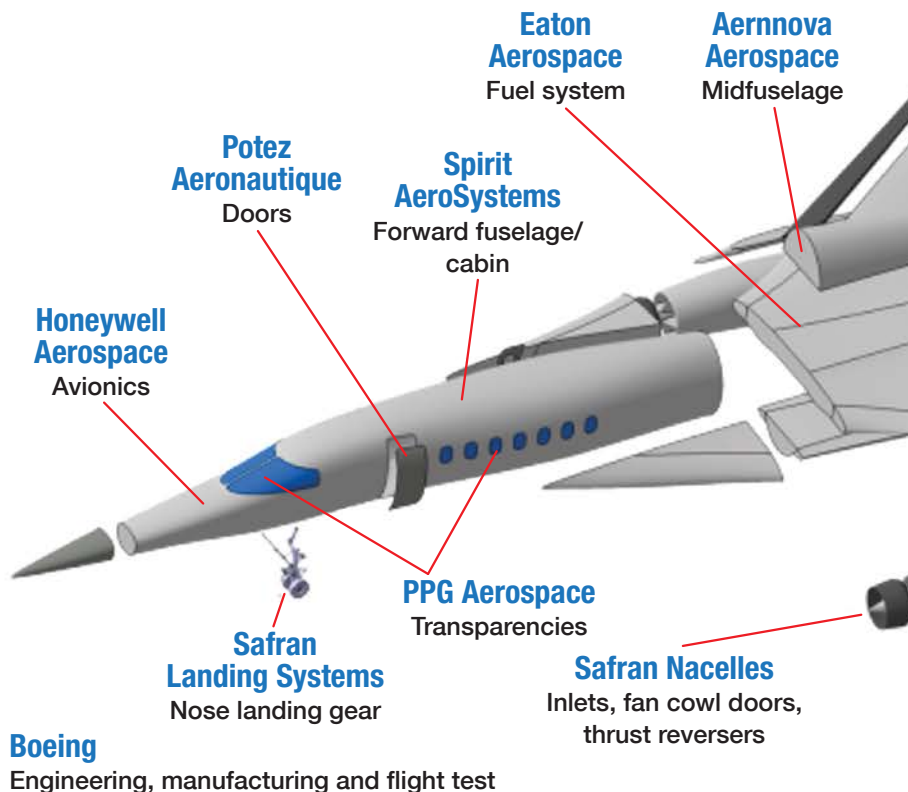 Eaton
Aerospace
Fuel system
Aernnova
Aerospace
Midfuselage
Potez
Aeronautique
Doors
Spirit
AeroSystems
Forward fuselage/
cabin
Honeywell
Aerospace
Avionics
PPG Aerospace
Transparencies
Safran
Landing Systems
Nose landing gear
Safran Nacelles
Inlets, fan cowl doors,
thrust reversers
Boeing
Engineering, manufacturing and flight test